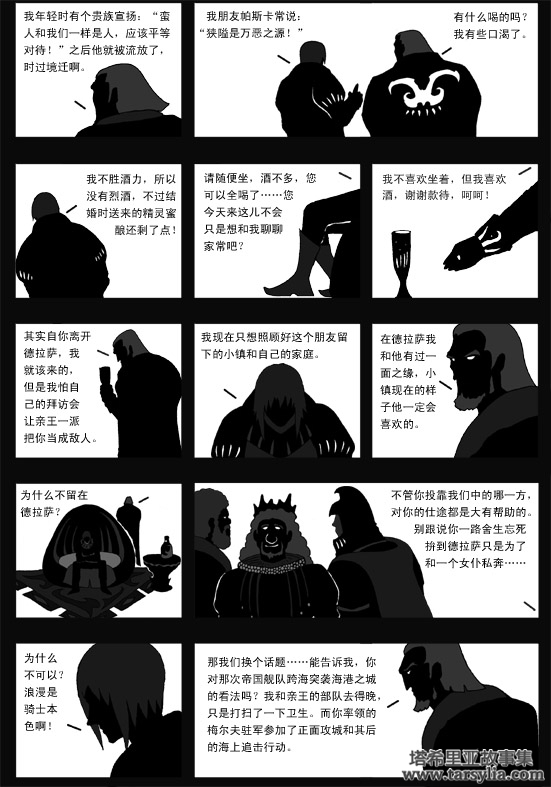 我年轻时有个贵族宣扬：“蛮
人和我们一样是人，应该平等
对待！”之后他就被流放了，
时过境迁啊。
我朋友帕斯卡常说：
“狭隘是万恶之源！”
有什么喝的吗？
我有些口渴了。
我不胜酒力，所以
没有烈酒，不过结
婚时送来的精灵蜜
酿还剩了点！
请随便坐，酒不多，您
可以全喝了……您
今天来这儿不会
只是想和我聊聊
家常吧？
我不喜欢坐着，但我喜欢
酒，谢谢款待，呵呵！
其实自你离开
德拉萨，我
就该来的，
但是我怕自
己的拜访会
让亲王一派
把你当成敌人。
我现在只想照顾好这个朋友留
下的小镇和自己的家庭。
在德拉萨我
和他有过一
面之缘，小
镇现在的样
子他一定会
喜欢的。
为什么不留在
德拉萨？
不管你投靠我们中的哪一方，
对你的仕途都是大有帮助的。
别跟说你一路舍生忘死
拚到德拉萨只是为了
和一个女仆私奔……
为什么
不可以？
浪漫是
骑士本
色啊！
那我们换个话题……能告诉我，你
对那次帝国舰队跨海突袭海港之城
的看法吗？我和亲王的部队去得晚，
只是打扫了一下卫生。而你率领的
梅尔夫驻军参加了正面攻城和其后
的海上追击行动。
塔希里亚故事集
www.tarsylia.com